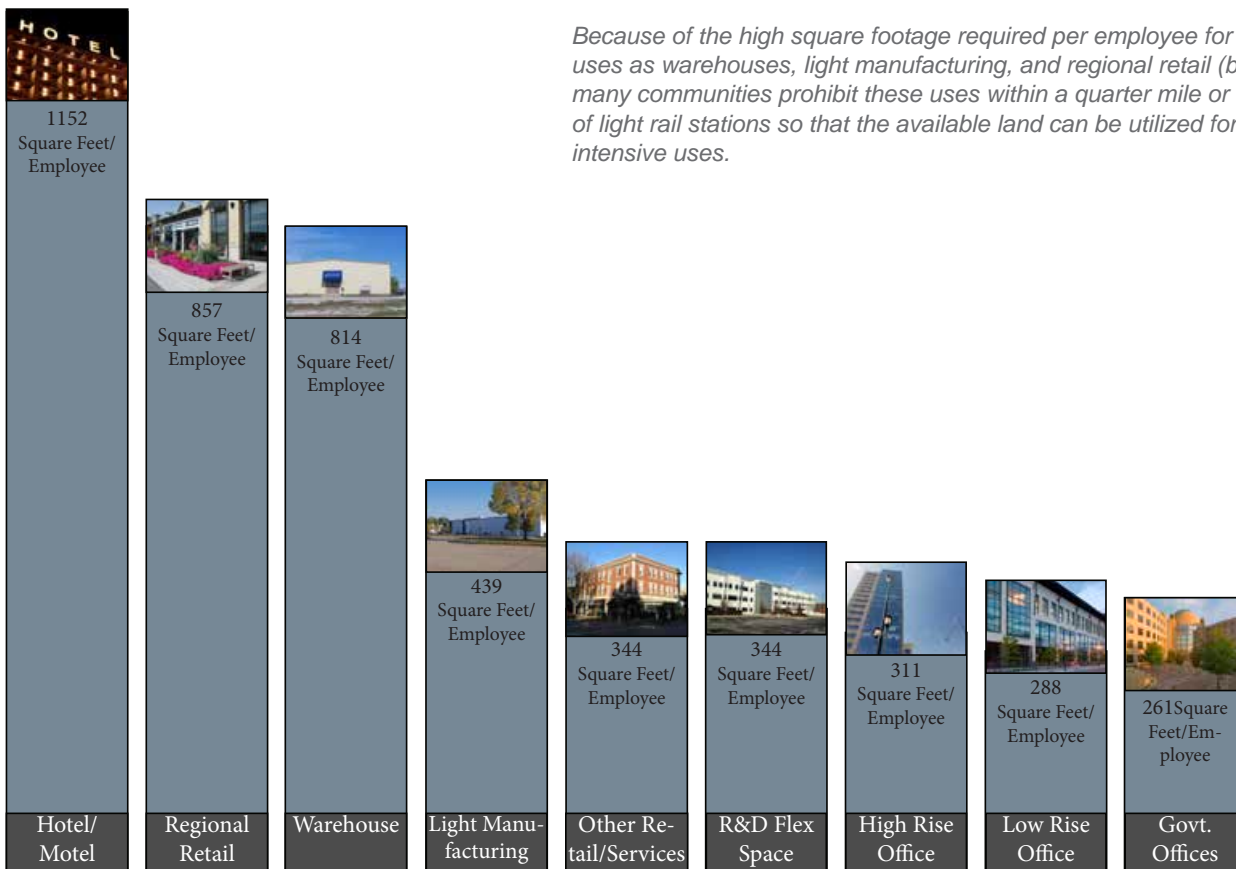 HOTEL
Because of the high square footage required per employee for
uses as warehouses, light manufacturing, and regional retail (b
many communities prohibit these uses within a quarter mile or
of light rail stations so that the available land can be utilized for
intensive uses.
1152
Square Feet/
Employee
857
Square Feet/
Employee
814
Square Feet/
Employee
439
Square Feet/
Employee
344
Square Feet/
Employee
344
Square Feet/
Employee
311
Square Feet/
Employee
288
Square Feet/
Employee
261Square
Feet/Em-
ployee
Hotel/
Motel
Regional
Retail
Warehouse
Light Manu-
facturing
Other Re-
tail/Services
R&D Flex
Space
High Rise
Office
Low Rise
Office
Govt.
Offices